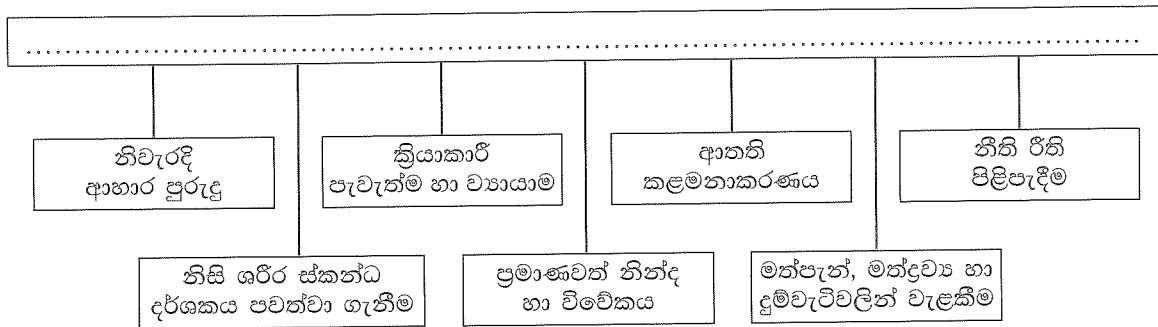 ........................................................................................................................
නිවැරදි
ආහාර පුරුදු
ක්‍රියාකාරී
පැවැත්ම හා ව්‍යායාම
ආතති
කළමනාකරණය
නීති රීති
පිළිපැදීම
නිසි ශරීර ස්කන්ධ
දර්ශකය පවත්වා ගැනීම
ප්‍රමාණවත් නින්ද
හා විවේකය
මත්පැන්, මත්ද්‍රව්‍ය හා
දුම්වැටිවලින් වැළකීම